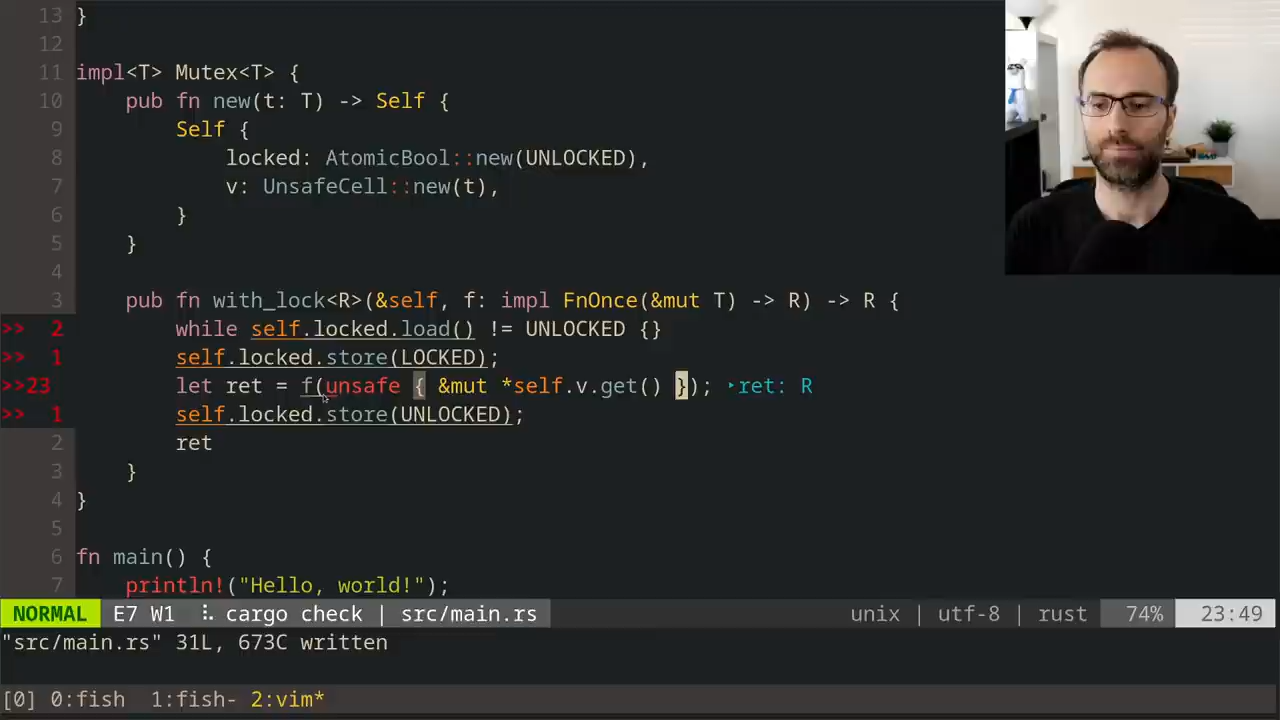 13 }
12
11 impl<T> Mutex<T> {
10 pub fn new(t: T) -> Self {
9 Self {
8 locked: AtomicBool::new(UNLOCKED),
7 v: UnsafeCell::new(t),
6 }
5 }
4
3 pub fn with_lock<R>(&self, f: impl FnOnce(&mut T) -> R) -> R {
>> 2 while self.locked.load() != UNLOCKED {}
>> 1 self.locked.store(LOCKED);
>>23 let ret = f(unsafe { &mut *self.v.get() }); ‣ret: R
>> 1 self.locked.store(UNLOCKED);
2 ret
3 }
4 }
5
6 fn main() {
7 println!("Hello, world!");
NORMAL E7 W1 ⠧ cargo check | src/main.rs unix | utf-8 | rust 74% 23:49
"src/main.rs" 31L, 673C written
[0] 0:fish 1:fish- 2:vim*